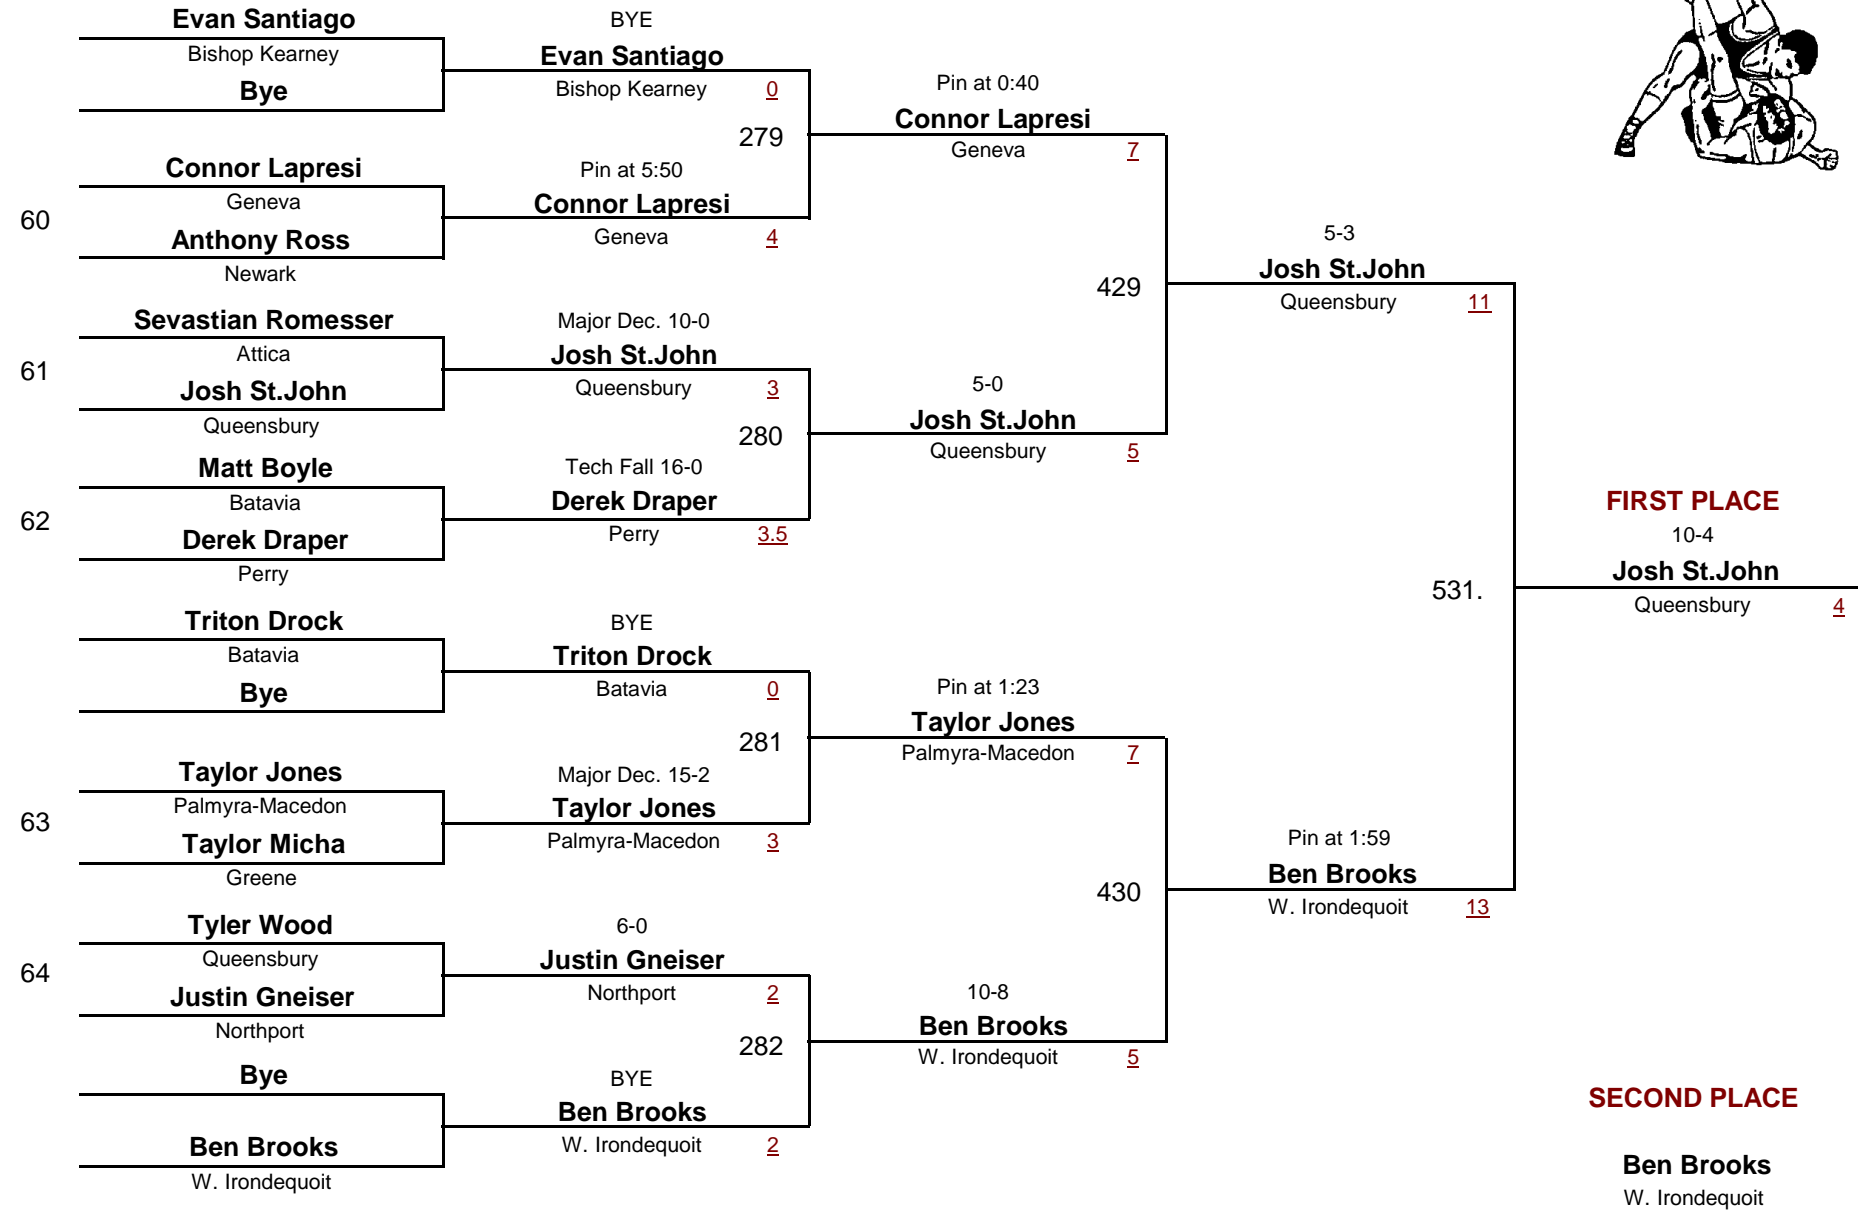 Evan Santiago
Bishop Kearney
Bye
60
Connor Lapresi
Geneva
Anthony Ross
Newark
61
Sevastian Romesser
Attica
Josh St.John
Queensbury
62
Matt Boyle
Batavia
Derek Draper
Perry
Triton Drock
Batavia
Bye
63
Taylor Jones
Palmyra-Macedon
Taylor Micha
Greene
64
Tyler Wood
Queensbury
Justin Gneiser
Northport
Bye
Ben Brooks
W. Irondequoit
BYE
Evan Santiago
Bishop Kearney 0
279
Pin at 5:50
Connor Lapresi
Geneva 4
Major Dec. 10-0
Josh St.John
Queensbury 3
280
Tech Fall 16-0
Derek Draper
Perry 3.5
BYE
Triton Drock
Batavia 0
281
Major Dec. 15-2
Taylor Jones
Palmyra-Macedon 3
6-0
Justin Gneiser
Northport 2
282
BYE
Ben Brooks
W. Irondequoit 2
Pin at 0:40
Connor Lapresi
Geneva 7
429
5-0
Josh St.John
Queensbury 5
Pin at 1:23
Taylor Jones
Palmyra-Macedon 7
430
10-8
Ben Brooks
W. Irondequoit 5
5-3
Josh St.John
Queensbury 11
531.
Pin at 1:59
Ben Brooks
W. Irondequoit 13
FIRST PLACE
10-4
Josh St.John
Queensbury 4
SECOND PLACE
Ben Brooks
W. Irondequoit